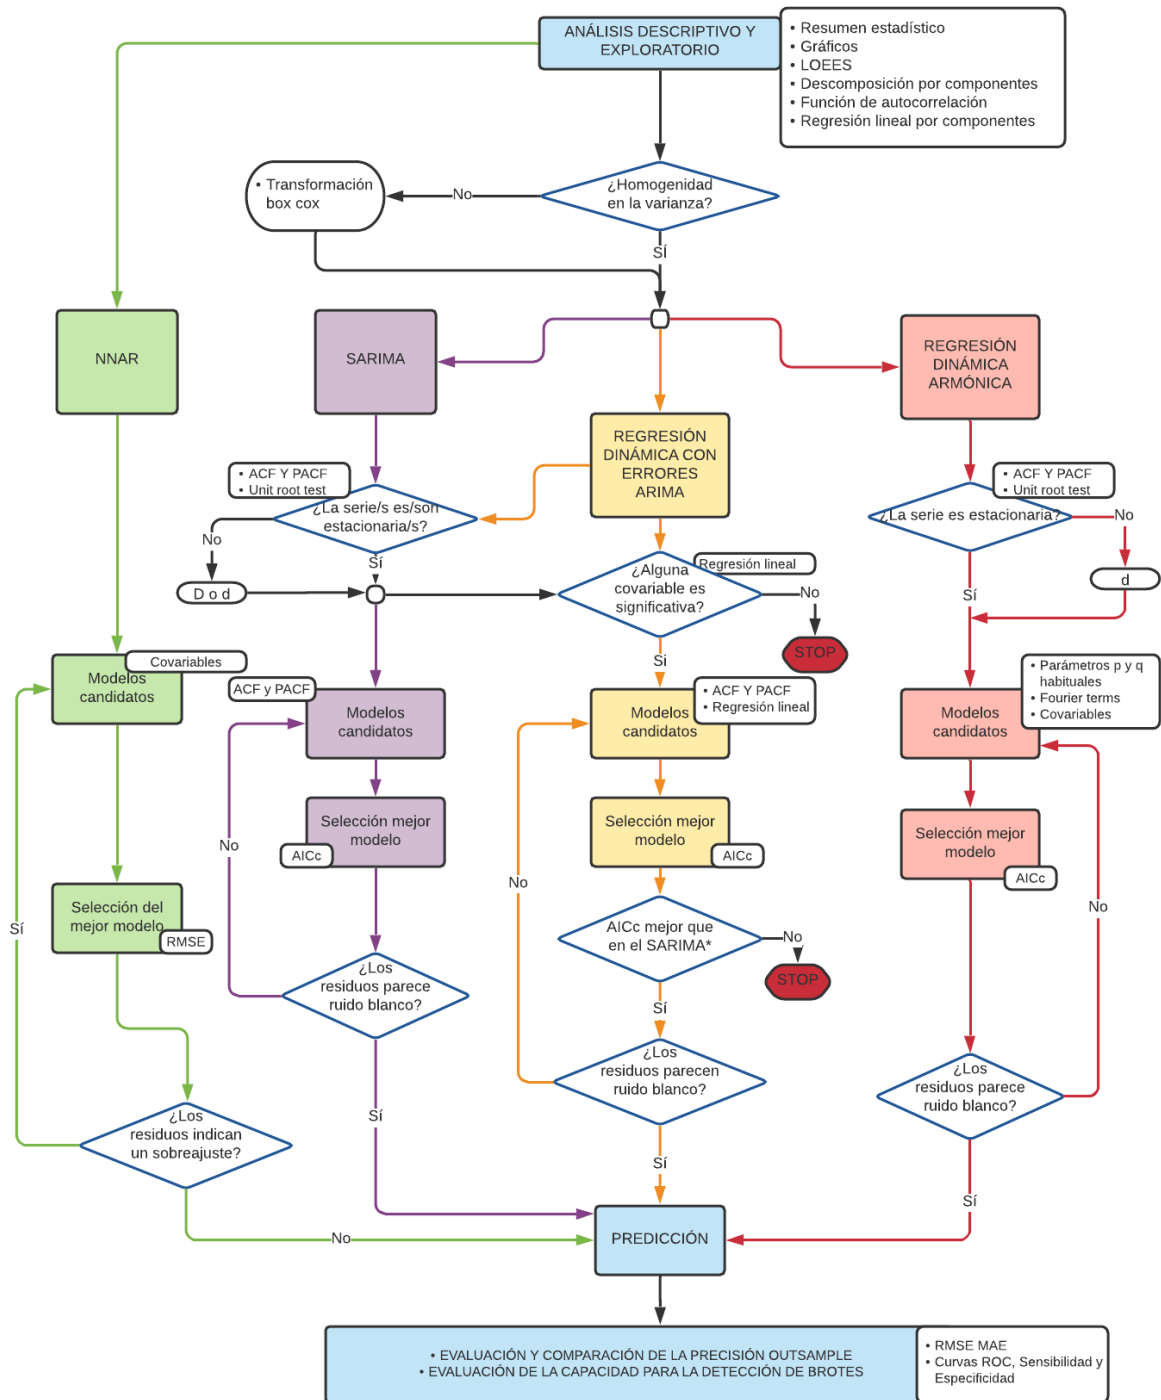 ANÁLISIS DESCRIPTIVO Y
EXPLORATORIO
• Resumen estadístico
• Gráficos
• LOEES
• Descomposición por componentes
• Función de autocorrelación
• Regresión lineal por componentes
¿Homogenidad
en la varianza?
No
• Transformación
box cox
SÍ
NNAR
SARIMA
REGRESIÓN
DINÁMICA CON
ERRORES
ARIMA
REGRESIÓN
DINÁMICA
ARMÓNICA
• ACF Y PACF
• Unit root test
¿La serie/s es/son
estacionaria/s?
No
Sí
D o d
Regresión lineal
¿Alguna
covariable es
significativa?
No
STOP
Si
• ACF Y PACF
• Unit root test
¿La serie es estacionaria?
No
d
Sí
Covariables
Modelos
candidatos
ACF y PACF
Modelos
candidatos
• ACF Y PACF
• Regresión lineal
Modelos
candidatos
• Parámetros p y q
habituales
• Fourier terms
• Covariables
Modelos
candidatos
Selección del
mejor modelo
RMSE
Selección mejor
modelo
AICc
Selección mejor
modelo
AICc
Selección mejor
modelo
AICc
Sí
No
No
No
AICc mejor que
en el SARIMA*
No
STOP
Sí
¿Los
residuos parece
ruido blanco?
¿Los
residuos parecen
ruido blanco?
¿Los
residuos parece
ruido blanco?
¿Los
residuos indican
un sobreajuste?
Sí
Sí
Sí
No
PREDICCIÓN
• EVALUACIÓN Y COMPARACIÓN DE LA PRECISIÓN OUTSAMPLE
• EVALUACIÓN DE LA CAPACIDAD PARA LA DETECCIÓN DE BROTES
• RMSE MAE
• Curvas ROC, Sensibilidad y
Especificidad